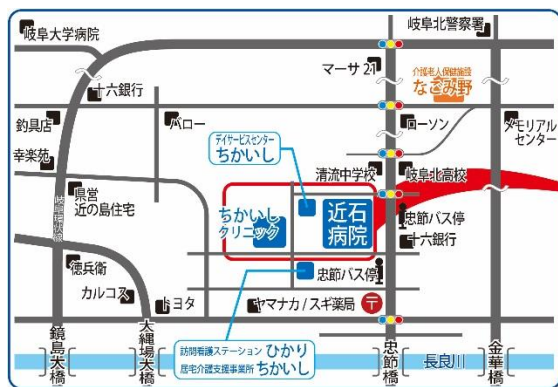 岐阜大学病院
岐阜北警察署
マーサ21
介護老人保健施設
なごみ野
十六銀行
釣具店
バロー
ローソン
メモリアル
センター
デイサービスセンター
ちかいし
幸楽苑
清流中学校
岐阜北高校
県営
近の島住宅
ちかいし
クリニック
近石
病院
忠節バス停
十六銀行
徳兵衛
忠節バス停
カルコス
トヨタ
ヤマナカ/スギ薬局
〒
訪問看護ステーション ひかり
居宅介護支援事業所 ちかいし
鏡島大橋
大縄場大橋
忠節橋
長良川
金華橋